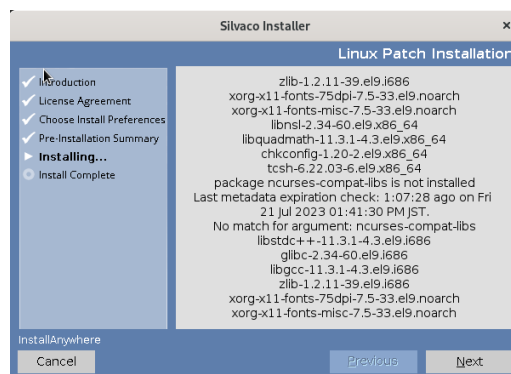 Silvaco Installer
×
Linux Patch Installation
Introduction
License Agreement
Choose Install Preferences
Pre-Installation Summary
Installing...
Install Complete
zlib-1.2.11-39.el9.i686
xorg-x11-fonts-75dpi-7.5-33.el9.noarch
xorg-x11-fonts-misc-7.5-33.el9.noarch
libnsl-2.34-60.el9.x86_64
libquadmath-11.3.1-4.3.el9.x86_64
chkconfig-1.20-2.el9.x86_64
tcsh-6.22.03-6.el9.x86_64
package ncurses-compat-libs is not installed
Last metadata expiration check: 1:07:28 ago on Fri
21 Jul 2023 01:41:30 PM JST.
No match for argument: ncurses-compat-libs
libstdc++-11.3.1-4.3.el9.i686
glibc-2.34-60.el9.i686
libgcc-11.3.1-4.3.el9.i686
zlib-1.2.11-39.el9.i686
xorg-x11-fonts-75dpi-7.5-33.el9.noarch
xorg-x11-fonts-misc-7.5-33.el9.noarch
InstallAnywhere
Cancel
Previous
Next